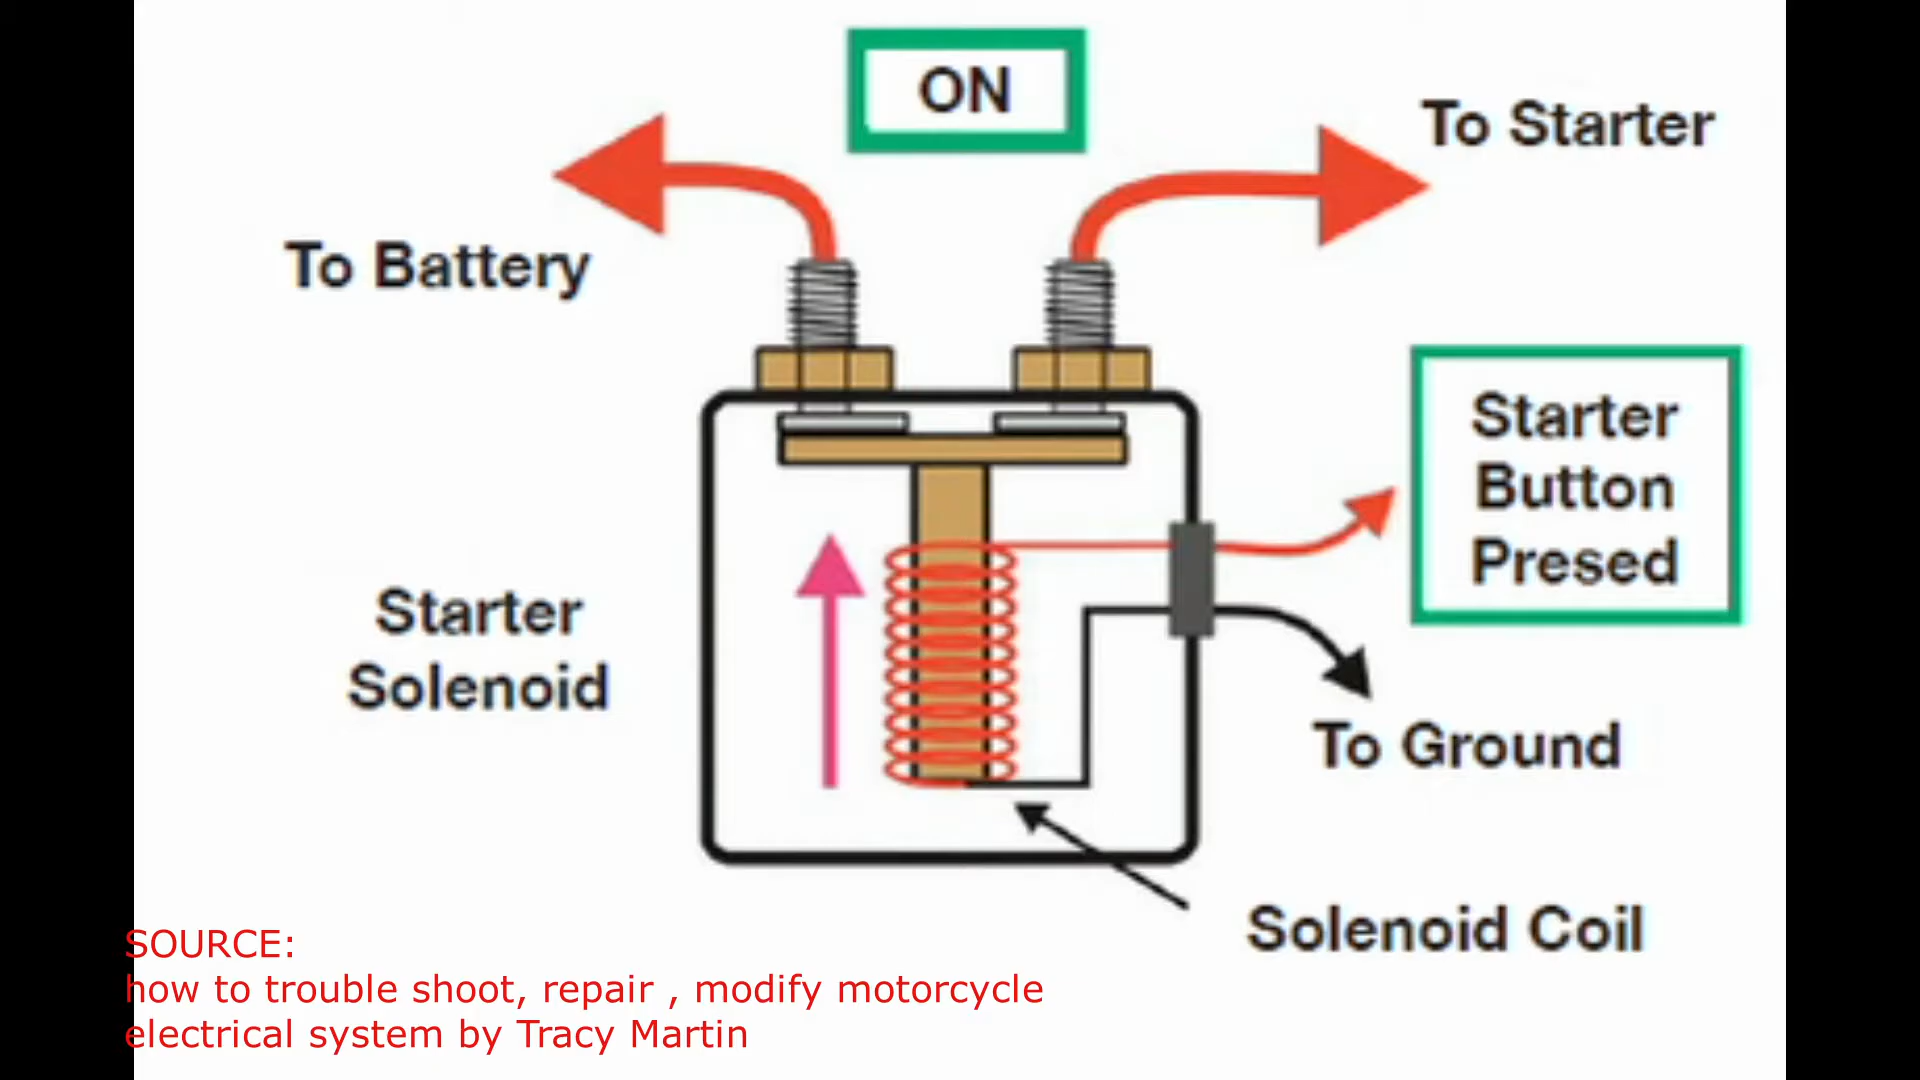 ON
To Starter
To Battery
Starter
Button
Presed
Starter
Solenoid
To Ground
Solenoid Coil
SOURCE:
how to trouble shoot, repair , modify motorcycle
electrical system by Tracy Martin